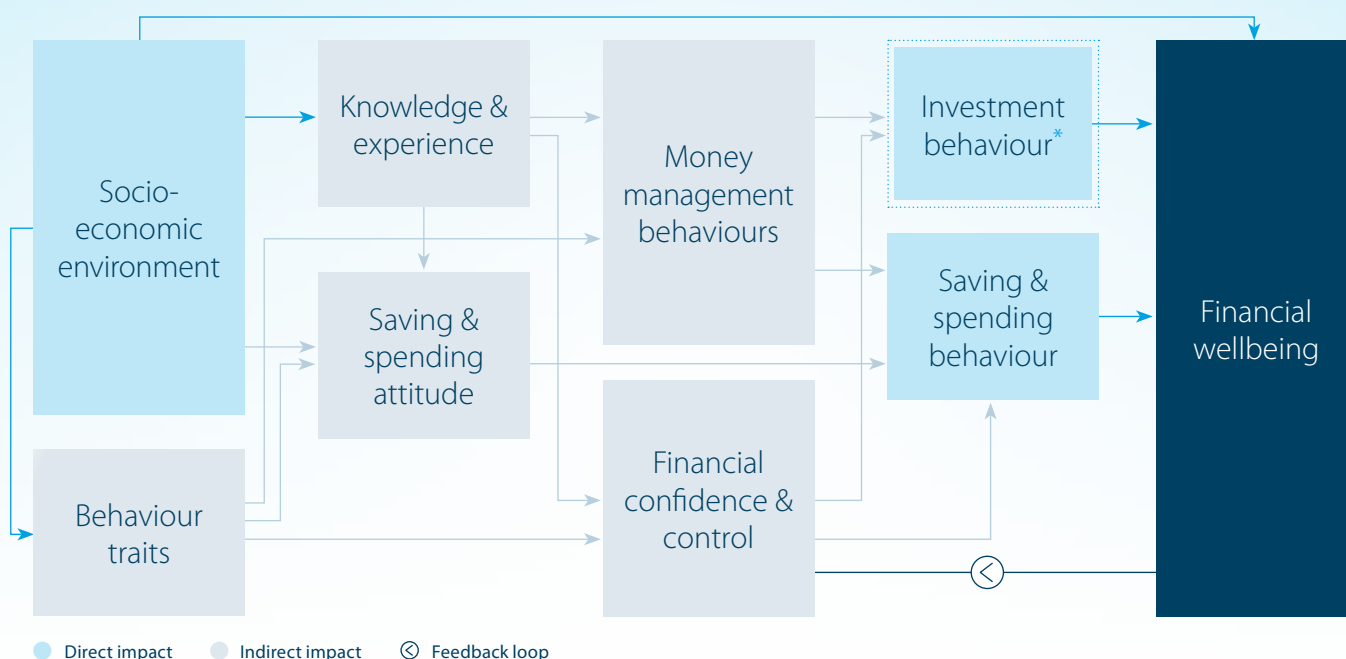 Socio-
economic
environment
Behaviour
traits
Knowledge &
experience
Saving &
spending
attitude
Money
management
behaviours
Financial
confidence &
control
Investment
behaviour*
Saving &
spending
behaviour
Financial
wellbeing
Direct impact
Indirect impact
Feedback loop